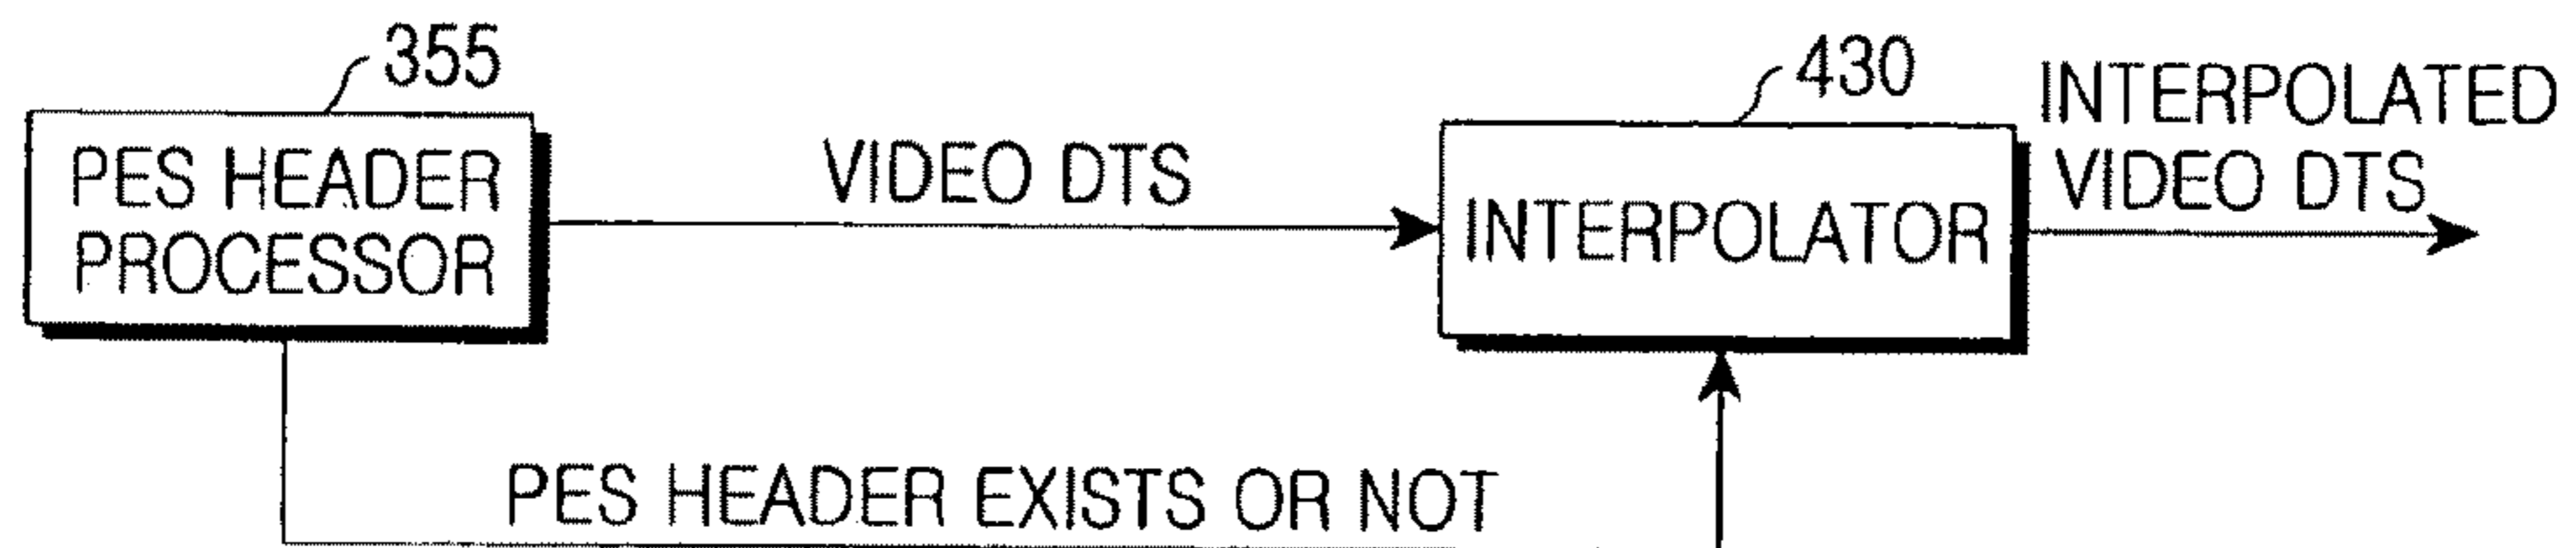 355
PES HEADER
PROCESSOR
VIDEO DTS
430
INTERPOLATOR
INTERPOLATED
VIDEO DTS
PES HEADER EXISTS OR NOT